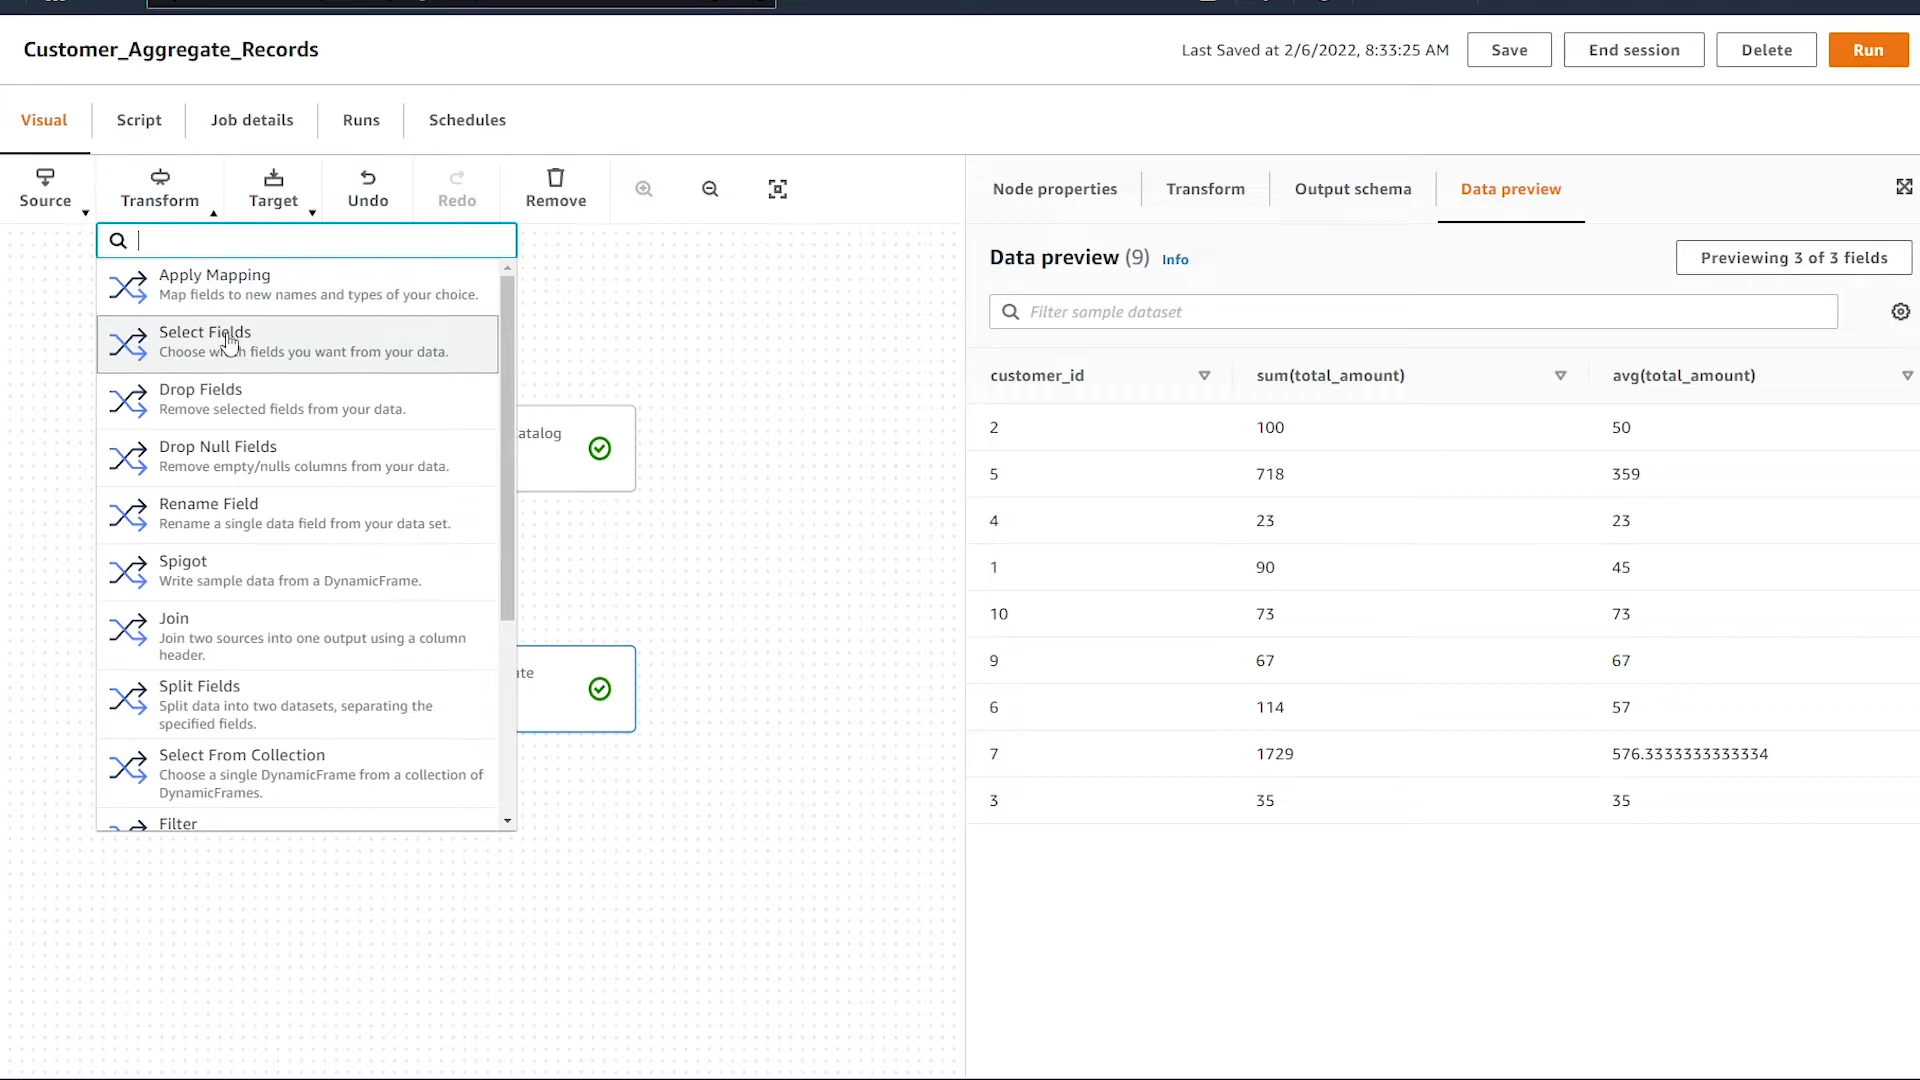 Customer_Aggregate_Records
Last Saved at 2/6/2022, 8:33:25 AM
Save
End session
Delete
Run
Visual
Script
Job details
Runs
Schedules
Source
Transform
Target
Undo
Redo
Remove
Apply Mapping
Map fields to new names and types of your choice.
Select Fields
Choose which fields you want from your data.
Drop Fields
Remove selected fields from your data.
Drop Null Fields
Remove empty/nulls columns from your data.
Rename Field
Rename a single data field from your data set.
Spigot
Write sample data from a DynamicFrame.
Join
Join two sources into one output using a column
header.
Split Fields
Split data into two datasets, separating the
specified fields.
Select From Collection
Choose a single DynamicFrame from a collection of
DynamicFrames.
Filter
atalog
ate
Node properties
Transform
Output schema
Data preview
Data preview (9) Info
Previewing 3 of 3 fields
Filter sample dataset
customer_id sum(total_amount) avg(total_amount)
2 100 50
5 718 359
4 23 23
1 90 45
10 73 73
9 67 67
6 114 57
7 1729 576.3333333333334
3 35 35